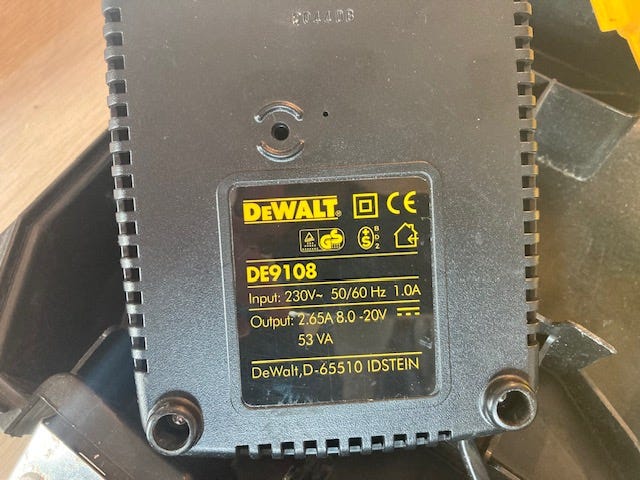 DEWALT® CE
S B D 2
DE9108
Input: 230V~ 50/60 Hz 1.0A
Output: 2.65A 8.0 -20V
53 VA
DeWalt, D-65510 IDSTEIN